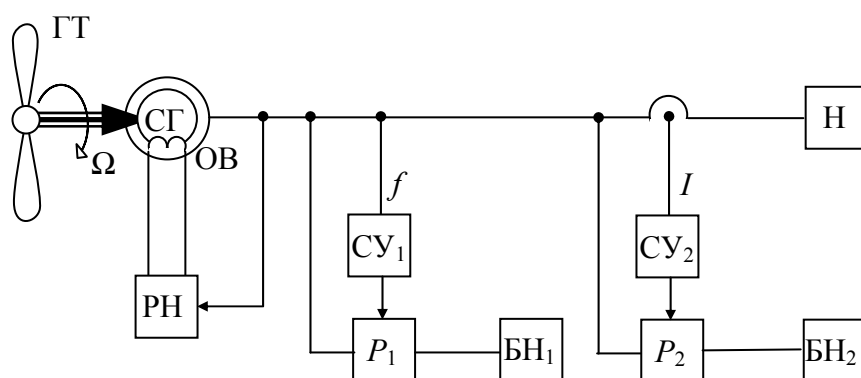 ГТ
СГ
Н
Ω
ОВ
f
I
СУ₁
СУ₂
РН
P₁
БН₁
P₂
БН₂